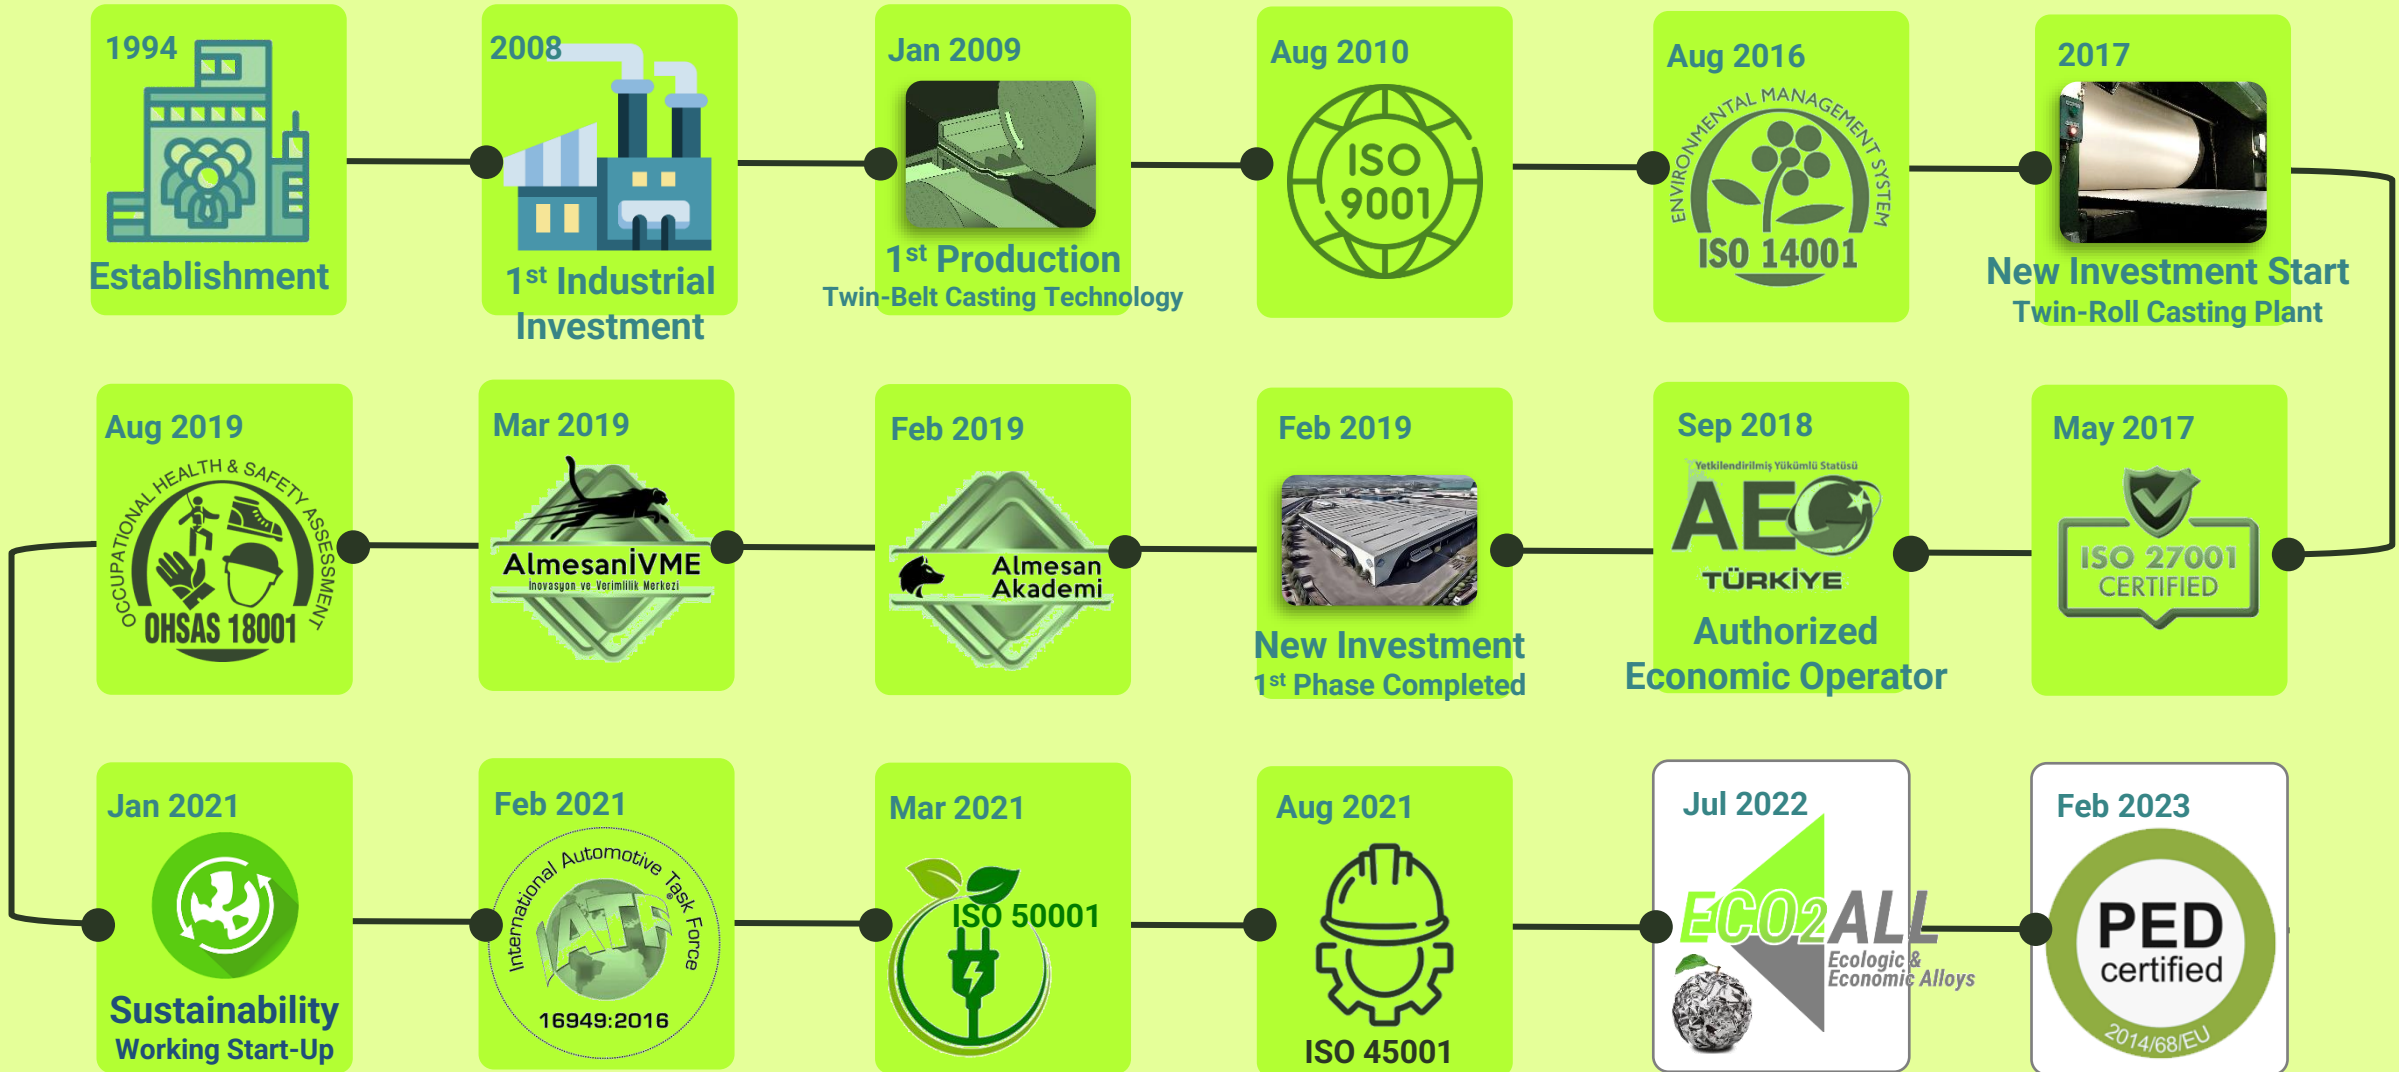 1994
Establishment
2008
1st Industrial
Investment
Jan 2009
1st Production
Twin-Belt Casting Technology
Aug 2010
ISO
9001
Aug 2016
ENVIRONMENTAL MANAGEMENT SYSTEM
ISO 14001
2017
New Investment Start
Twin-Roll Casting Plant
May 2017
ISO 27001
CERTIFIED
Sep 2018
Yetkilendirilmiş Yükümlü Statüsü
AEO
TÜRKİYE
Authorized
Economic Operator
Feb 2019
New Investment
1st Phase Completed
Feb 2019
Almesan
Akademi
Mar 2019
AlmesaniVME
İnovasyon ve Verimlilik Merkezi
Aug 2019
OCCUPATIONAL HEALTH & SAFETY ASSESSMENT
OHSAS 18001
Jan 2021
Sustainability
Working Start-Up
Feb 2021
International Automotive Task Force
IATF
16949:2016
Mar 2021
ISO 50001
Aug 2021
ISO 45001
Jul 2022
ECO2ALL
Ecologic &
Economic Alloys
Feb 2023
PED
certified
2014/68/EU